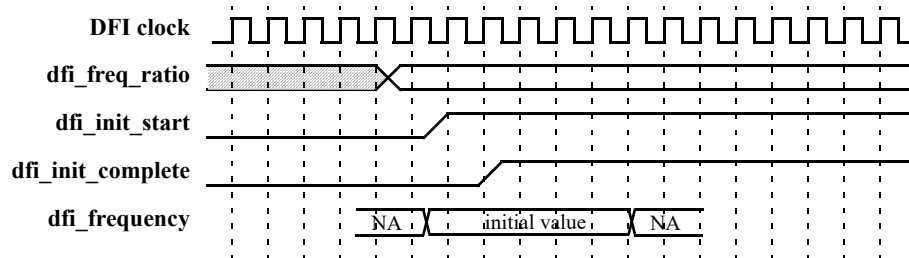 DFI clock
dfi_freq_ratio
dfi_init_start
dfi_init_complete
dfi_frequency NA initial value NA